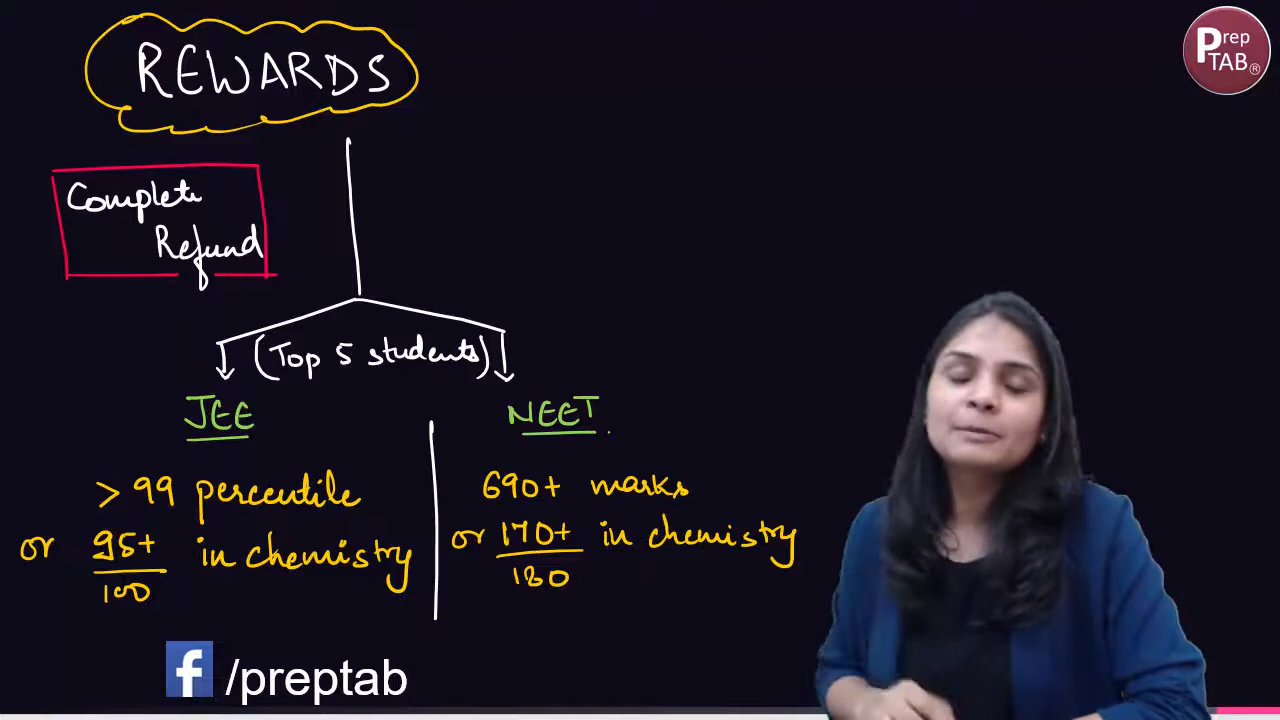 REWARDS
Prep
TAB®
Complete
Refund
(Top 5 students)
JEE
NEET
> 99 percentile
or 95+ in chemistry
100
690+ marks
or 170+ in chemistry
180
f /preptab